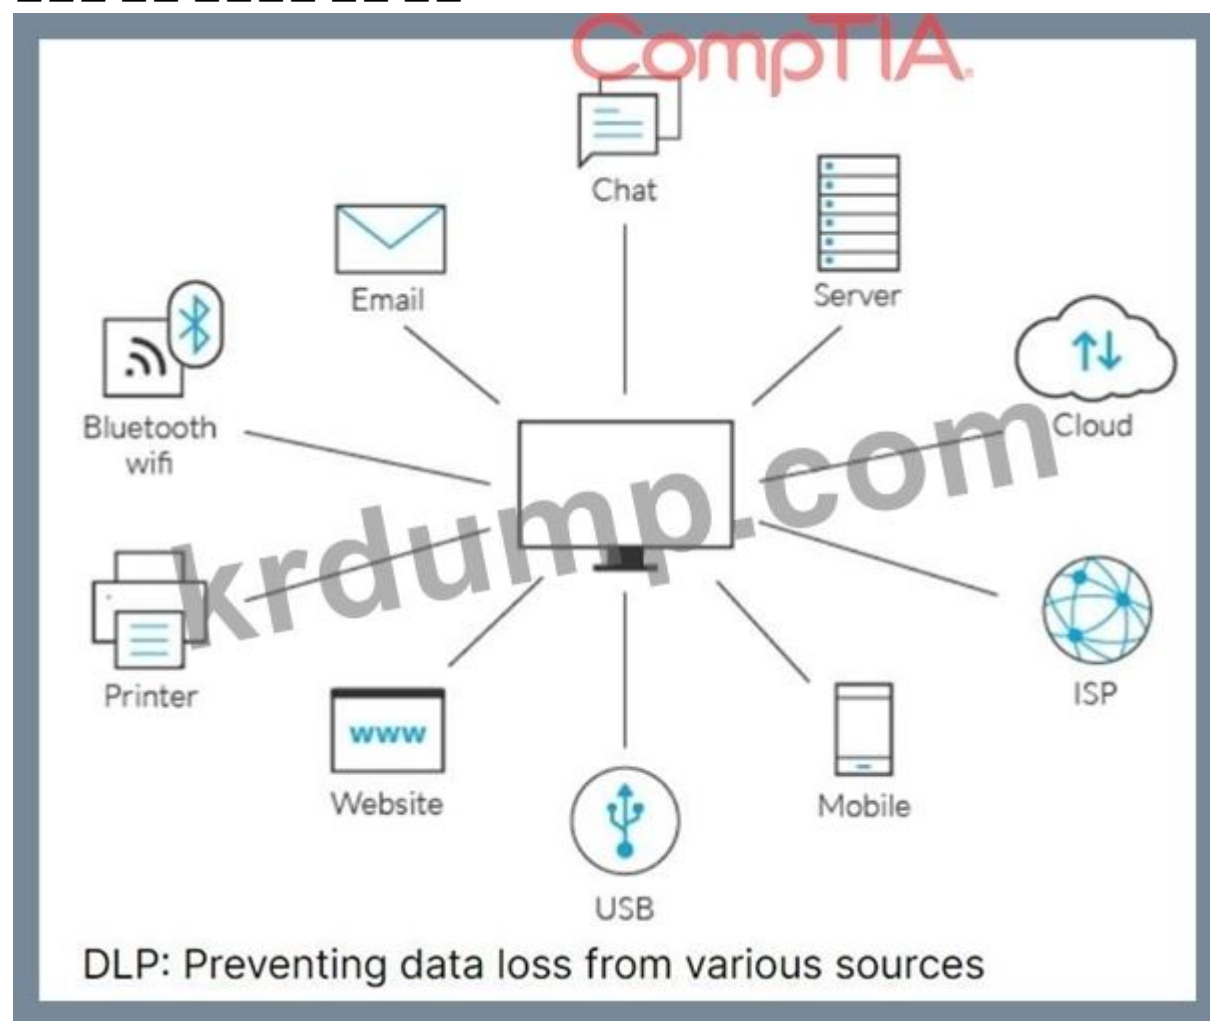 CompTIA.
Chat
Server
Email
Cloud
Bluetooth
wifi
krdump.com
ISP
Printer
www
Website
Mobile
USB
DLP: Preventing data loss from various sources